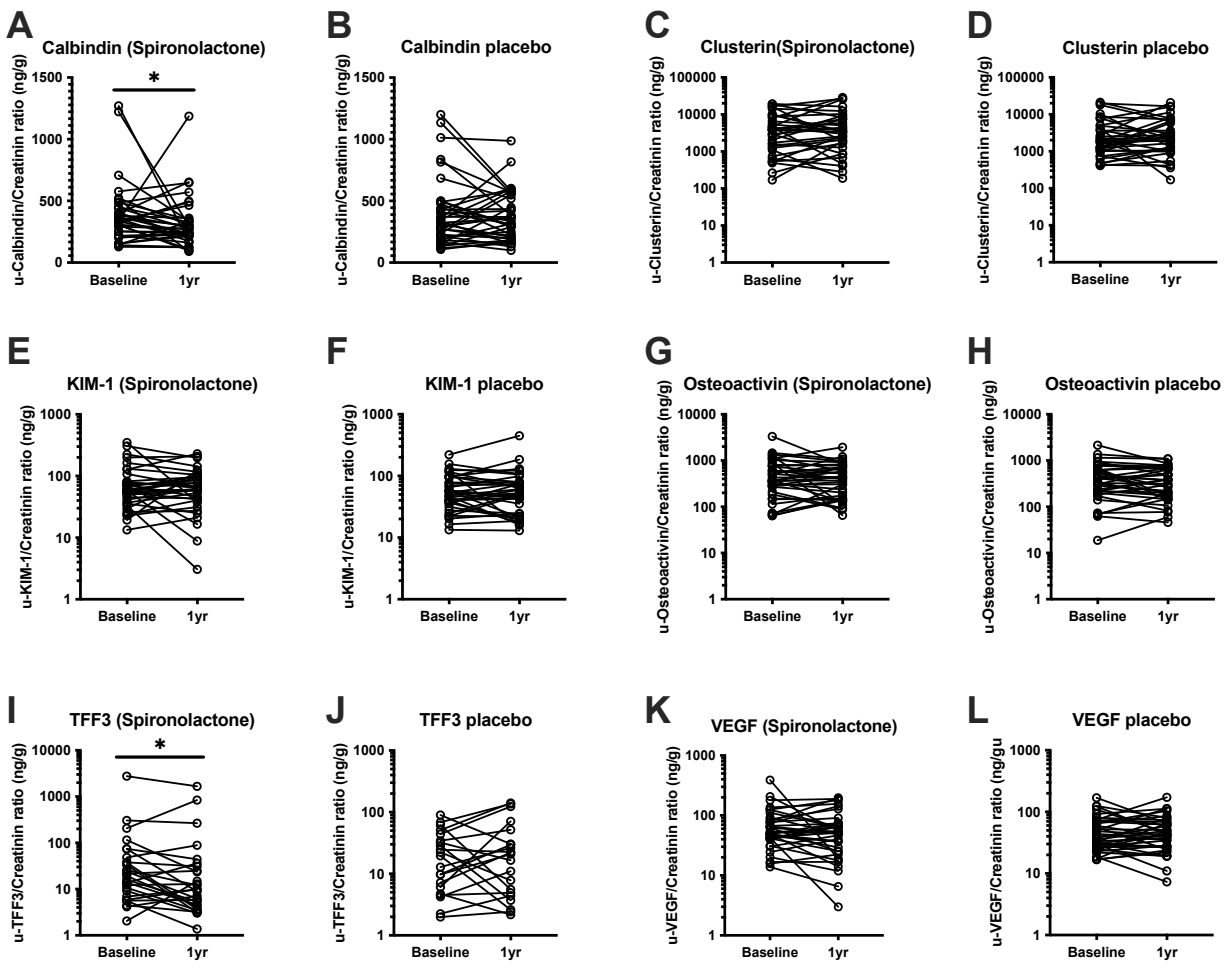 A
Calbindin (Spironolactone)
u-Calbindin/Creatinin ratio (ng/g)
1500
1000
500
0
*
Baseline 1yr
B
Calbindin placebo
u-Calbindin/Creatinin ratio (ng/g)
1500
1000
500
0
Baseline 1yr
C
Clusterin(Spironolactone)
u-Clusterin/Creatinin ratio (ng/g)
100000
10000
1000
100
10
1
Baseline 1yr
D
Clusterin placebo
u-Clusterin/Creatinin ratio (ng/g)
100000
10000
1000
100
10
1
Baseline 1yr
E
KIM-1 (Spironolactone)
u-KIM-1/Creatinin ratio (ng/g)
1000
100
10
1
Baseline 1yr
F
KIM-1 placebo
u-KIM-1/Creatinin ratio (ng/g)
1000
100
10
1
Baseline 1yr
G
Osteoactivin (Spironolactone)
u-Osteoactivin/Creatinin ratio (ng/g)
10000
1000
100
10
1
Baseline 1yr
H
Osteoactivin placebo
u-Osteoactivin/Creatinin ratio (ng/g)
10000
1000
100
10
1
Baseline 1yr
I
TFF3 (Spironolactone)
u-TFF3/Creatinin ratio (ng/g)
10000
1000
100
10
1
*
Baseline 1yr
J
TFF3 placebo
u-TFF3/Creatinin ratio (ng/g)
1000
100
10
1
Baseline 1yr
K
VEGF (Spironolactone)
u-VEGF/Creatinin ratio (ng/g)
1000
100
10
1
Baseline 1yr
L
VEGF placebo
u-VEGF/Creatinin ratio (ng/gu
1000
100
10
1
Baseline 1yr